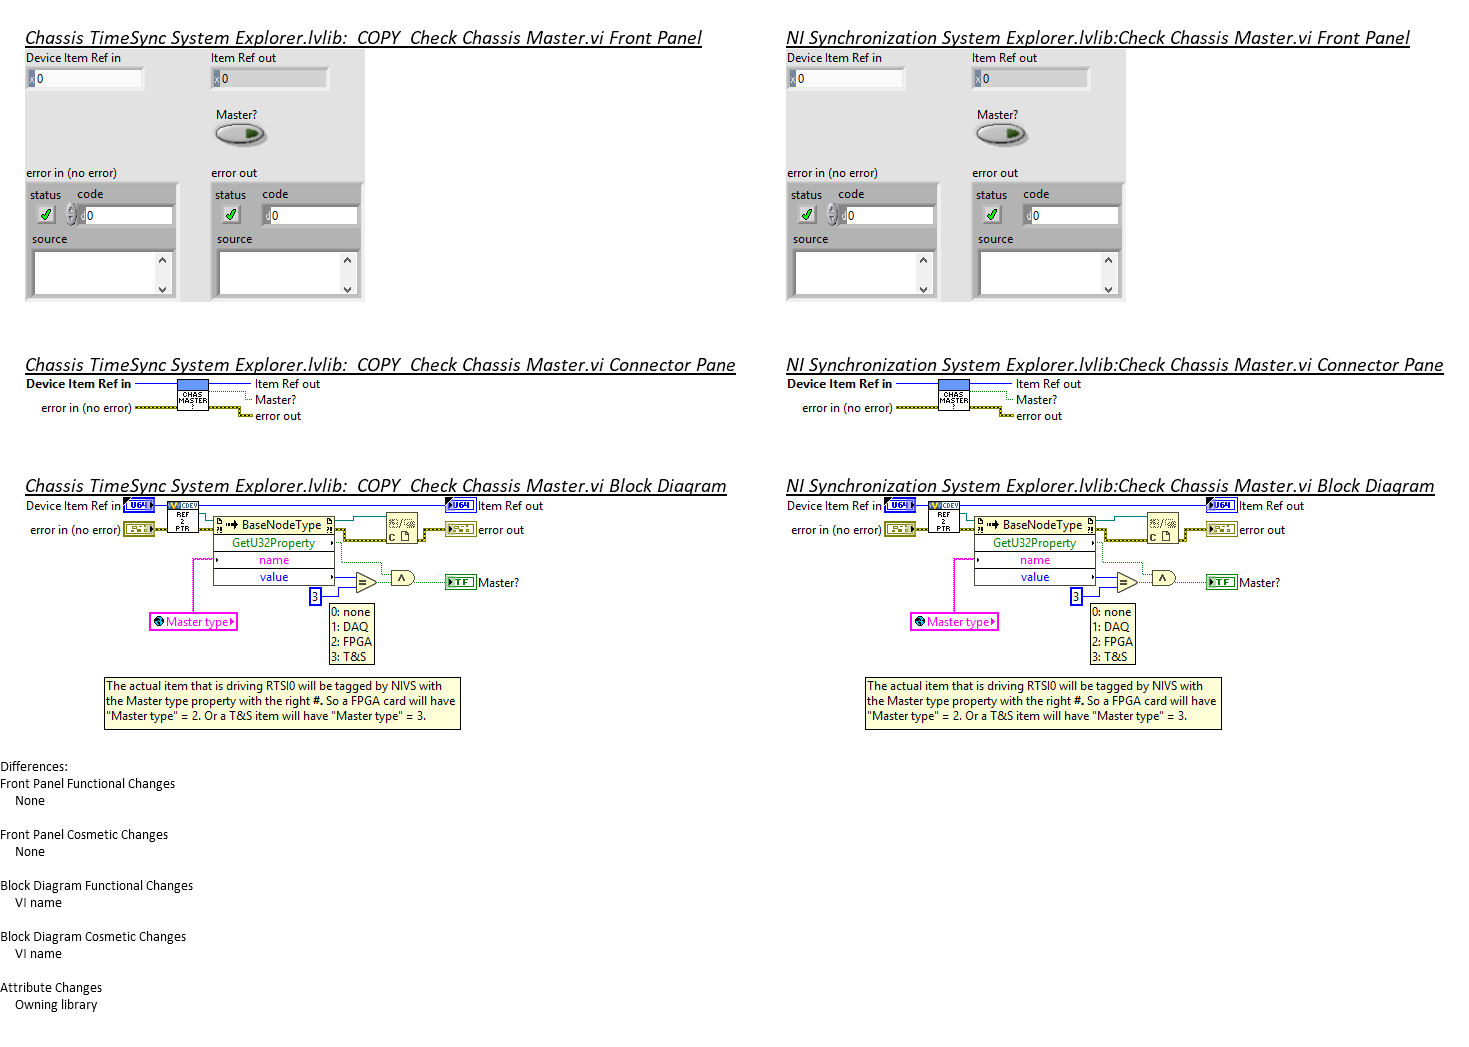 Chassis TimeSync System Explorer.lvlib:  COPY  Check Chassis Master.vi Front Panel
Device Item Ref in
Item Ref out
x 0
x 0
Master?
error in (no error)
error out
status
code
status
code
d 0
d 0
source
source
NI Synchronization System Explorer.lvlib:Check Chassis Master.vi Front Panel
Device Item Ref in
Item Ref out
x 0
x 0
Master?
error in (no error)
error out
status
code
status
code
d 0
d 0
source
source
Chassis TimeSync System Explorer.lvlib:  COPY  Check Chassis Master.vi Connector Pane
Device Item Ref in
Item Ref out
CHAS
MASTER
?
Master?
error in (no error)
error out
NI Synchronization System Explorer.lvlib:Check Chassis Master.vi Connector Pane
Device Item Ref in
Item Ref out
CHAS
MASTER
?
Master?
error in (no error)
error out
Chassis TimeSync System Explorer.lvlib:  COPY  Check Chassis Master.vi Block Diagram
Device Item Ref in
U64
CDEV
REF
2
PTR
U64
Item Ref out
error in (no error)
BaseNodeType
error out
GetU32Property
name
value
=
TF
Master?
3
Master type
0: none
1: DAQ
2: FPGA
3: T&S
The actual item that is driving RTSI0 will be tagged by NIVS with
the Master type property with the right #. So a FPGA card will have
"Master type" = 2. Or a T&S item will have "Master type" = 3.
NI Synchronization System Explorer.lvlib:Check Chassis Master.vi Block Diagram
Device Item Ref in
U64
CDEV
REF
2
PTR
U64
Item Ref out
error in (no error)
BaseNodeType
error out
GetU32Property
name
value
=
TF
Master?
3
Master type
0: none
1: DAQ
2: FPGA
3: T&S
The actual item that is driving RTSI0 will be tagged by NIVS with
the Master type property with the right #. So a FPGA card will have
"Master type" = 2. Or a T&S item will have "Master type" = 3.
Differences:
Front Panel Functional Changes
None
Front Panel Cosmetic Changes
None
Block Diagram Functional Changes
VI name
Block Diagram Cosmetic Changes
VI name
Attribute Changes
Owning library